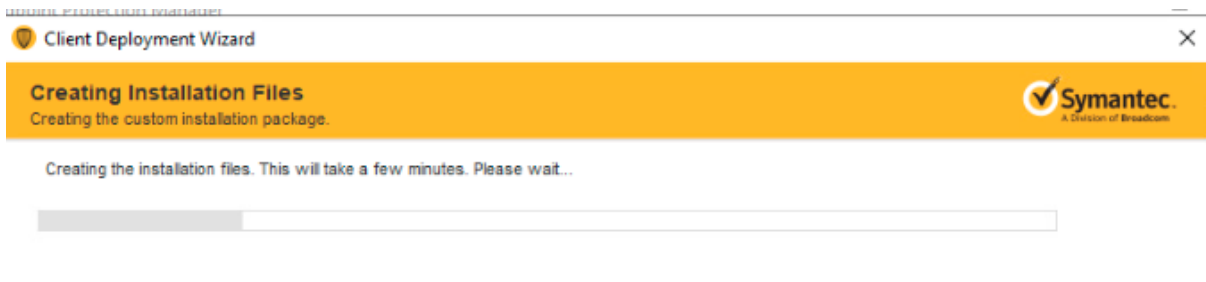 Client Deployment Wizard
Creating Installation Files
Creating the custom installation package.
Symantec.
A Division of Broadcom
Creating the installation files. This will take a few minutes. Please wait...